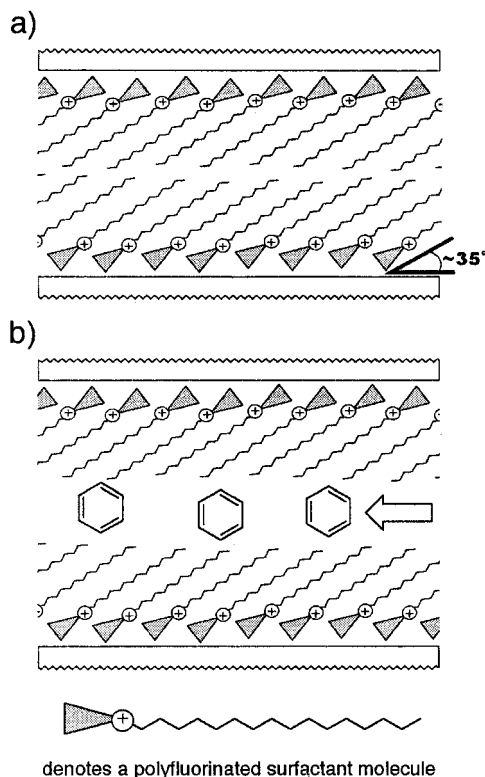 a)
~35°
b)
denotes a polyfluorinated surfactant molecule